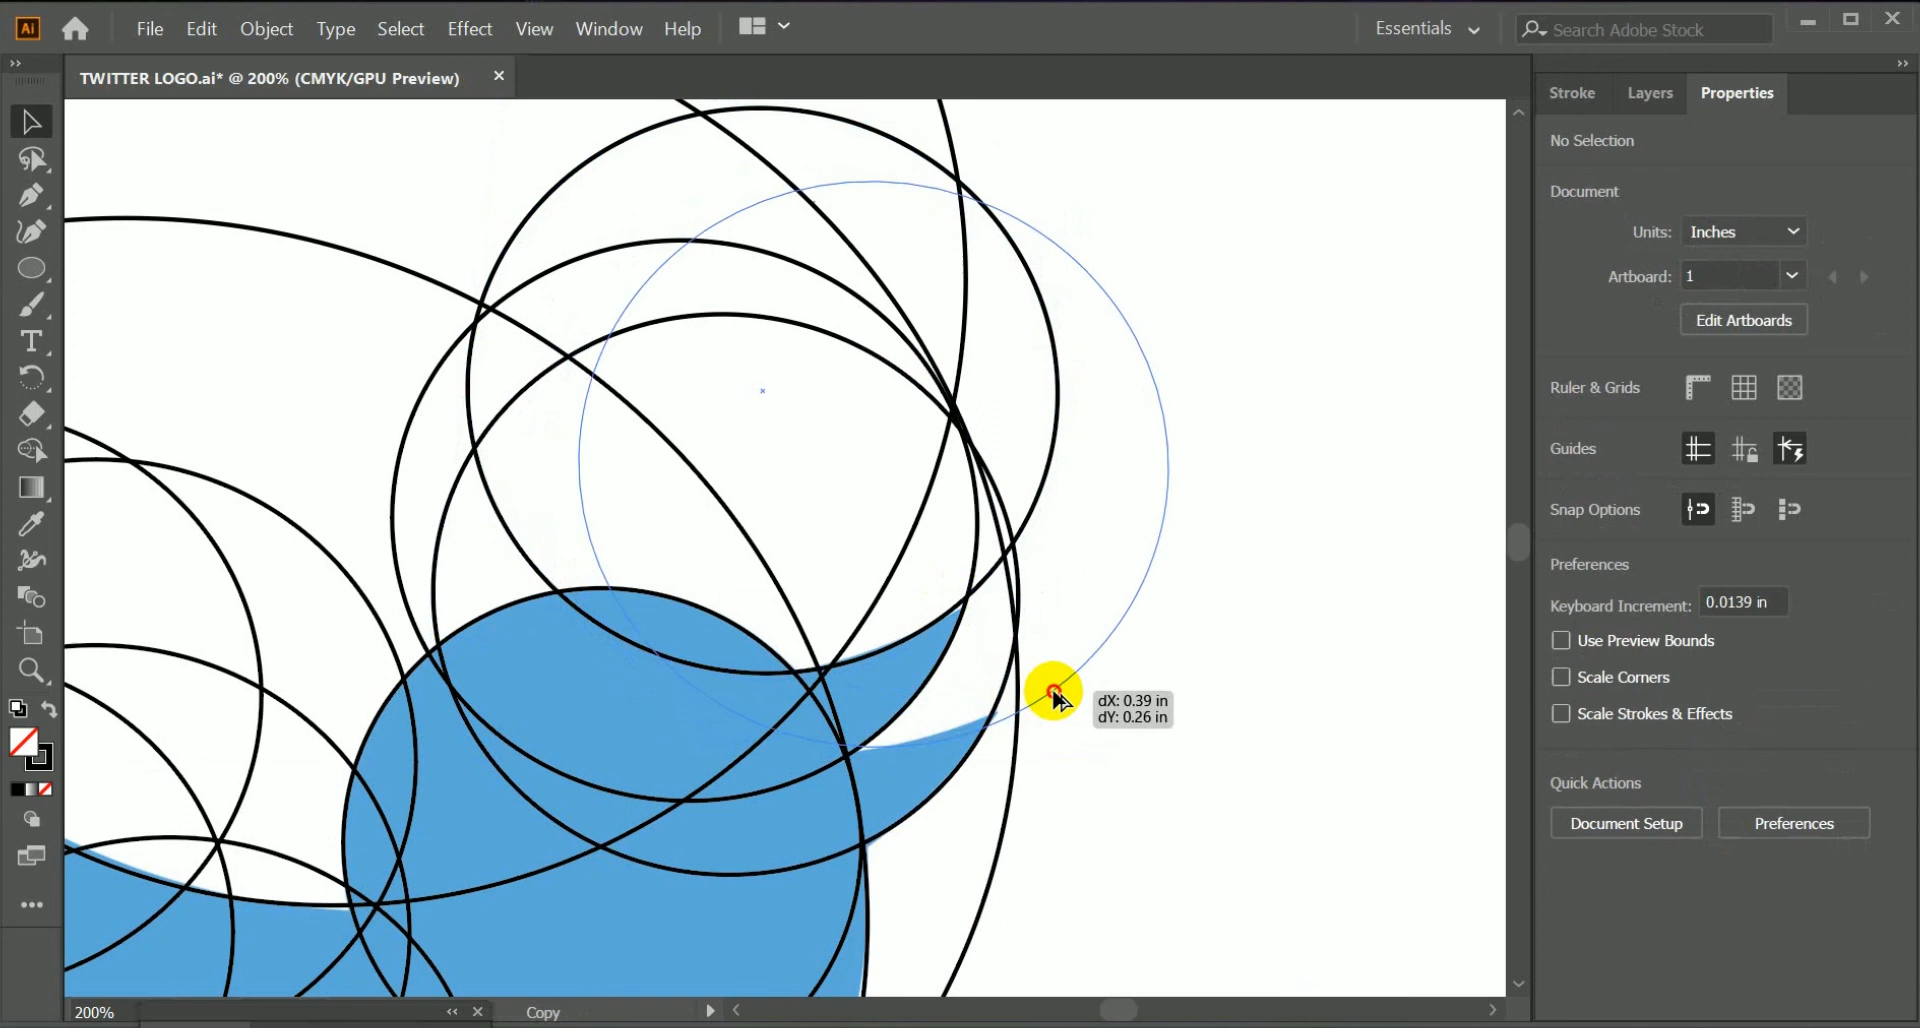 Ai
File Edit Object Type Select Effect View Window Help
Essentials
Search Adobe Stock
TWITTER LOGO.ai* @ 200% (CMYK/GPU Preview)
Stroke Layers Properties
No Selection
Document
Units: Inches
Artboard: 1
Edit Artboards
Ruler & Grids
Guides
Snap Options
Preferences
Keyboard Increment: 0.0139 in
Use Preview Bounds
Scale Corners
Scale Strokes & Effects
dX: 0.39 in
dY: 0.26 in
Quick Actions
Document Setup Preferences
200%
Copy